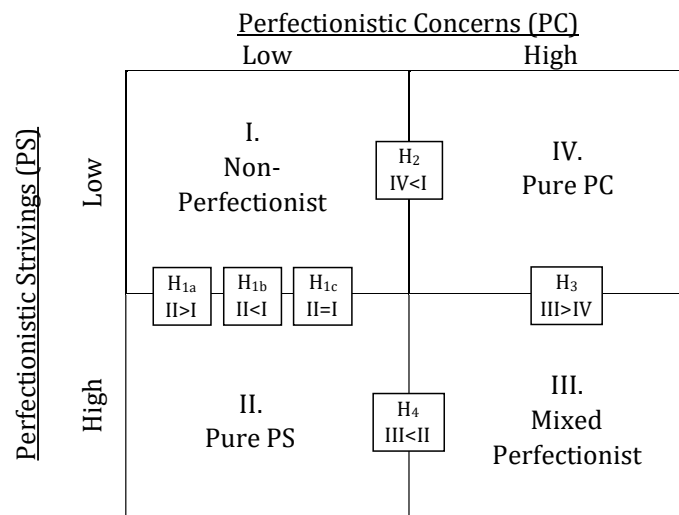 Perfectionistic Concerns (PC)
Low High
Perfectionistic Strivings (PS)
Low
I.
Non-
Perfectionist
H2
IV<I
IV.
Pure PC
H1a
II>I
H1b
II<I
H1c
II=I
H3
III>IV
High
II.
Pure PS
H4
III<II
III.
Mixed
Perfectionist